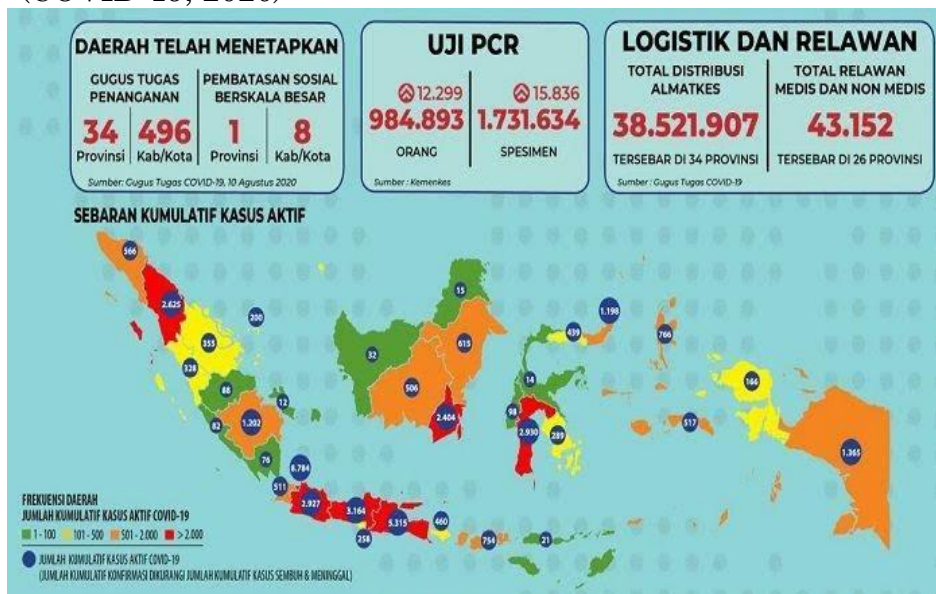 (COVID-19, 2020)
DAERAH TELAH MENETAPKAN
GUGUS TUGAS
PENANGANAN
34
Provinsi
496
Kab/Kota
PEMBATASAN SOSIAL
BERSKALA BESAR
1
Provinsi
8
Kab/Kota
Sumber: Gugus Tugas COVID-19, 10 Agustus 2020
UJI PCR
12.299
984.893
ORANG
15.836
1.731.634
SPESIMEN
Sumber : Kemenkes
LOGISTIK DAN RELAWAN
TOTAL DISTRIBUSI
ALMATKES
38.521.907
TERSEBAR DI 34 PROVINSI
TOTAL RELAWAN
MEDIS DAN NON MEDIS
43.152
TERSEBAR DI 26 PROVINSI
Sumber : Gugus Tugas COVID-19
SEBARAN KUMULATIF KASUS AKTIF
566
2.625
200
355
328
88
12
82
1.202
76
8.784
511
2.927
3.164
5.315
258
460
754
21
15
32
615
506
2.404
439
1.198
14
98
2.930
289
766
517
166
1.365
FREKUENSI DAERAH
JUMLAH KUMULATIF KASUS AKTIF COVID-19
1 - 100
101 - 500
501 - 2.000
> 2.000
JUMLAH KUMULATIF KASUS AKTIF COVID-19
(JUMLAH KUMULATIF KONFIRMASI DIKURANGI JUMLAH KUMULATIF KASUS SEMBUH & MENINGGAL)